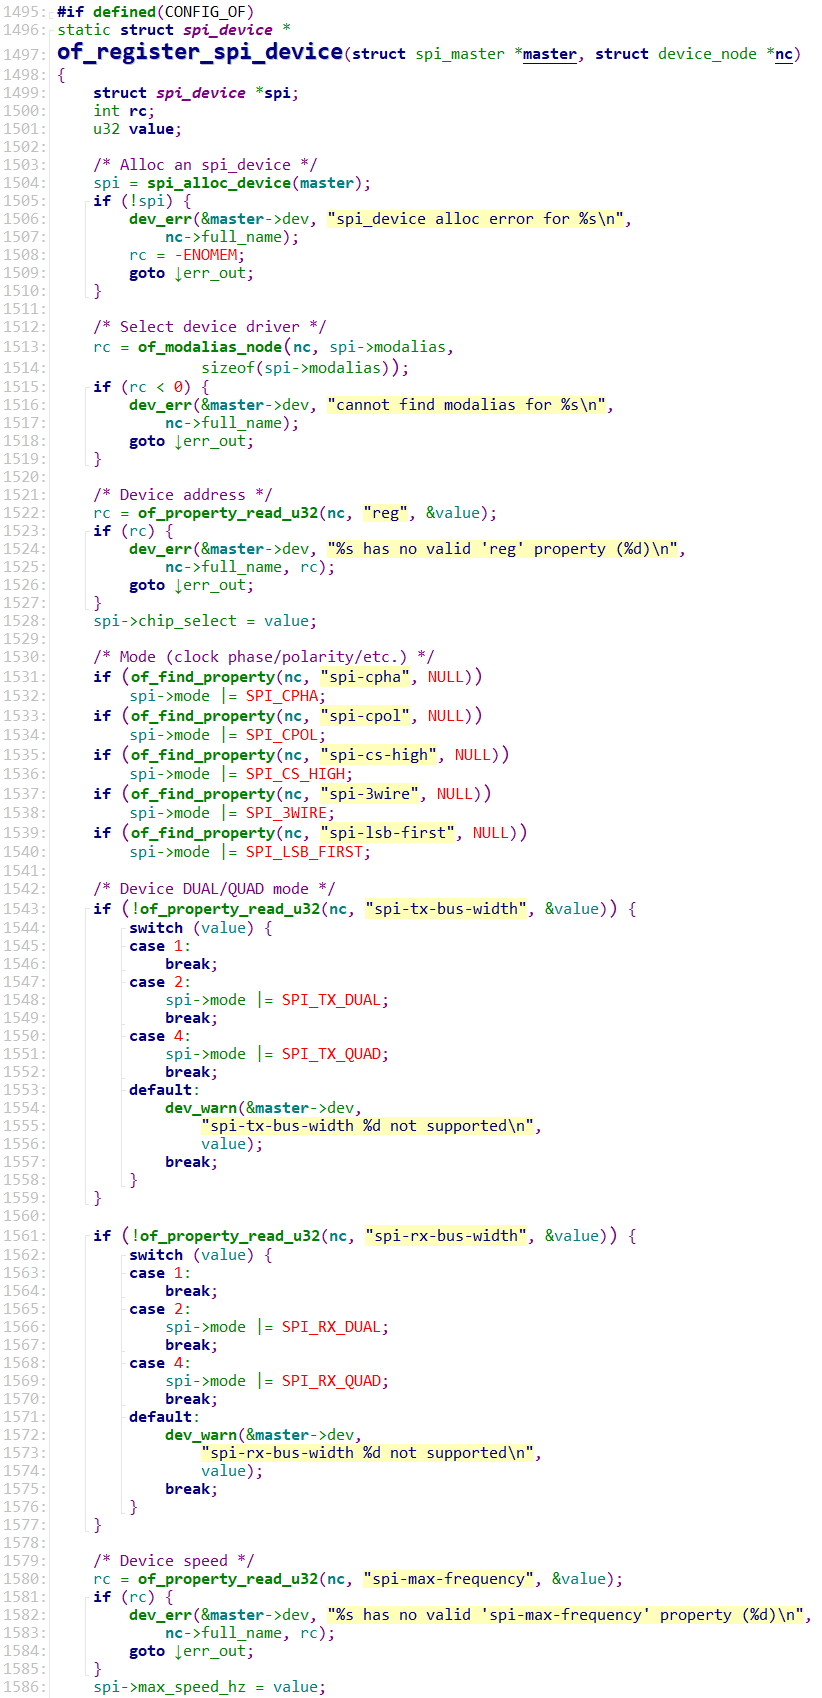 1495: #if defined(CONFIG_OF)
1496: static struct spi_device *
1497: of_register_spi_device(struct spi_master *master, struct device_node *nc)
1498: {
1499:     struct spi_device *spi;
1500:     int rc;
1501:     u32 value;
1502:
1503:     /* Alloc an spi_device */
1504:     spi = spi_alloc_device(master);
1505:     if (!spi) {
1506:         dev_err(&master->dev, "spi_device alloc error for %s\n",
1507:             nc->full_name);
1508:         rc = -ENOMEM;
1509:         goto ↓err_out;
1510:     }
1511:
1512:     /* Select device driver */
1513:     rc = of_modalias_node(nc, spi->modalias,
1514:                 sizeof(spi->modalias));
1515:     if (rc < 0) {
1516:         dev_err(&master->dev, "cannot find modalias for %s\n",
1517:             nc->full_name);
1518:         goto ↓err_out;
1519:     }
1520:
1521:     /* Device address */
1522:     rc = of_property_read_u32(nc, "reg", &value);
1523:     if (rc) {
1524:         dev_err(&master->dev, "%s has no valid 'reg' property (%d)\n",
1525:             nc->full_name, rc);
1526:         goto ↓err_out;
1527:     }
1528:     spi->chip_select = value;
1529:
1530:     /* Mode (clock phase/polarity/etc.) */
1531:     if (of_find_property(nc, "spi-cpha", NULL))
1532:         spi->mode |= SPI_CPHA;
1533:     if (of_find_property(nc, "spi-cpol", NULL))
1534:         spi->mode |= SPI_CPOL;
1535:     if (of_find_property(nc, "spi-cs-high", NULL))
1536:         spi->mode |= SPI_CS_HIGH;
1537:     if (of_find_property(nc, "spi-3wire", NULL))
1538:         spi->mode |= SPI_3WIRE;
1539:     if (of_find_property(nc, "spi-lsb-first", NULL))
1540:         spi->mode |= SPI_LSB_FIRST;
1541:
1542:     /* Device DUAL/QUAD mode */
1543:     if (!of_property_read_u32(nc, "spi-tx-bus-width", &value)) {
1544:         switch (value) {
1545:         case 1:
1546:             break;
1547:         case 2:
1548:             spi->mode |= SPI_TX_DUAL;
1549:             break;
1550:         case 4:
1551:             spi->mode |= SPI_TX_QUAD;
1552:             break;
1553:         default:
1554:             dev_warn(&master->dev,
1555:                 "spi-tx-bus-width %d not supported\n",
1556:                 value);
1557:             break;
1558:         }
1559:     }
1560:
1561:     if (!of_property_read_u32(nc, "spi-rx-bus-width", &value)) {
1562:         switch (value) {
1563:         case 1:
1564:             break;
1565:         case 2:
1566:             spi->mode |= SPI_RX_DUAL;
1567:             break;
1568:         case 4:
1569:             spi->mode |= SPI_RX_QUAD;
1570:             break;
1571:         default:
1572:             dev_warn(&master->dev,
1573:                 "spi-rx-bus-width %d not supported\n",
1574:                 value);
1575:             break;
1576:         }
1577:     }
1578:
1579:     /* Device speed */
1580:     rc = of_property_read_u32(nc, "spi-max-frequency", &value);
1581:     if (rc) {
1582:         dev_err(&master->dev, "%s has no valid 'spi-max-frequency' property (%d)\n",
1583:             nc->full_name, rc);
1584:         goto ↓err_out;
1585:     }
1586:     spi->max_speed_hz = value;